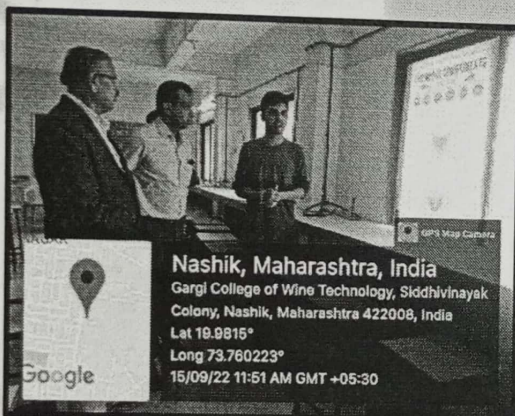 GPS Map Camera
Nashik, Maharashtra, India
Gargi College of Wine Technology, Skidhivinayak
Colony, Nashik, Maharashtra 422008, India
Lat 19.9815°
Long 73.760223°
15/09/22 11:51 AM GMT +05:30
Google